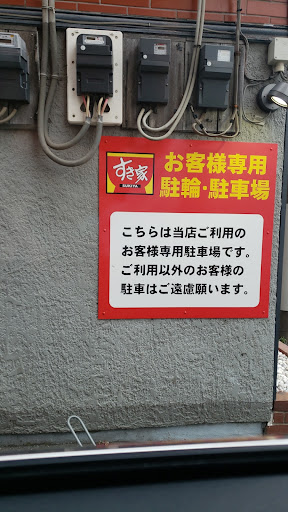 すき家
SUKIYA
お客様専用
駐輪・駐車場
こちらは当店ご利用の
お客様専用駐車場です。
ご利用以外のお客様の
駐車はご遠慮願います。